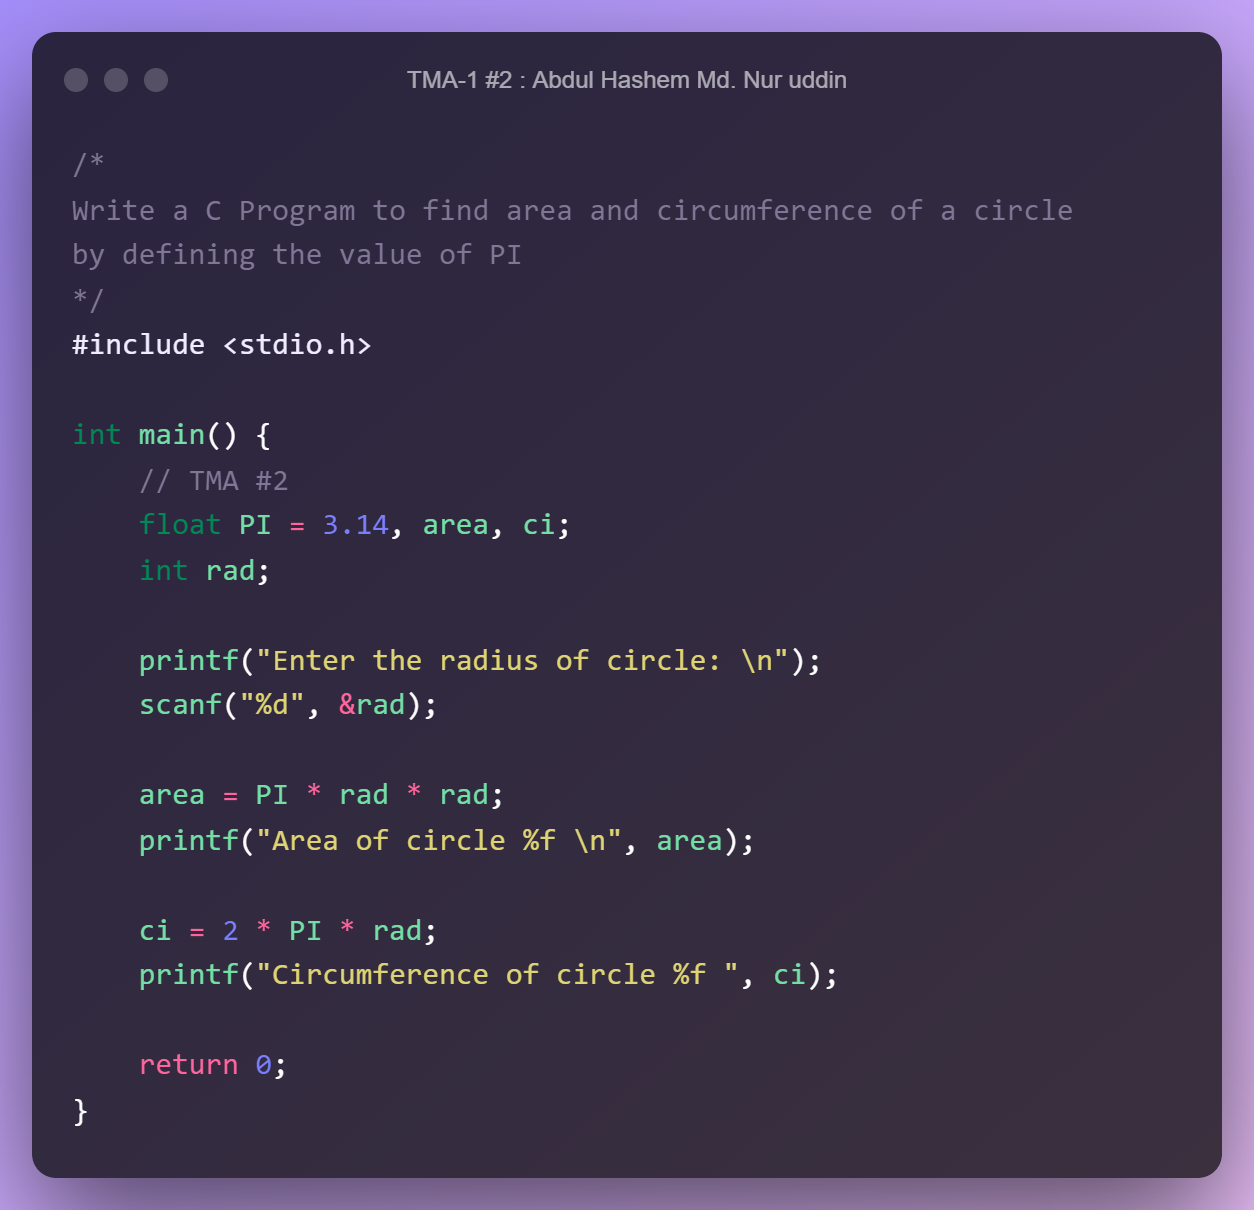 TMA-1 #2 : Abdul Hashem Md. Nur uddin
/*
Write a C Program to find area and circumference of a circle
by defining the value of PI
*/
#include <stdio.h>

int main() {
    // TMA #2
    float PI = 3.14, area, ci;
    int rad;

    printf("Enter the radius of circle: \n");
    scanf("%d", &rad);

    area = PI * rad * rad;
    printf("Area of circle %f \n", area);

    ci = 2 * PI * rad;
    printf("Circumference of circle %f ", ci);

    return 0;
}